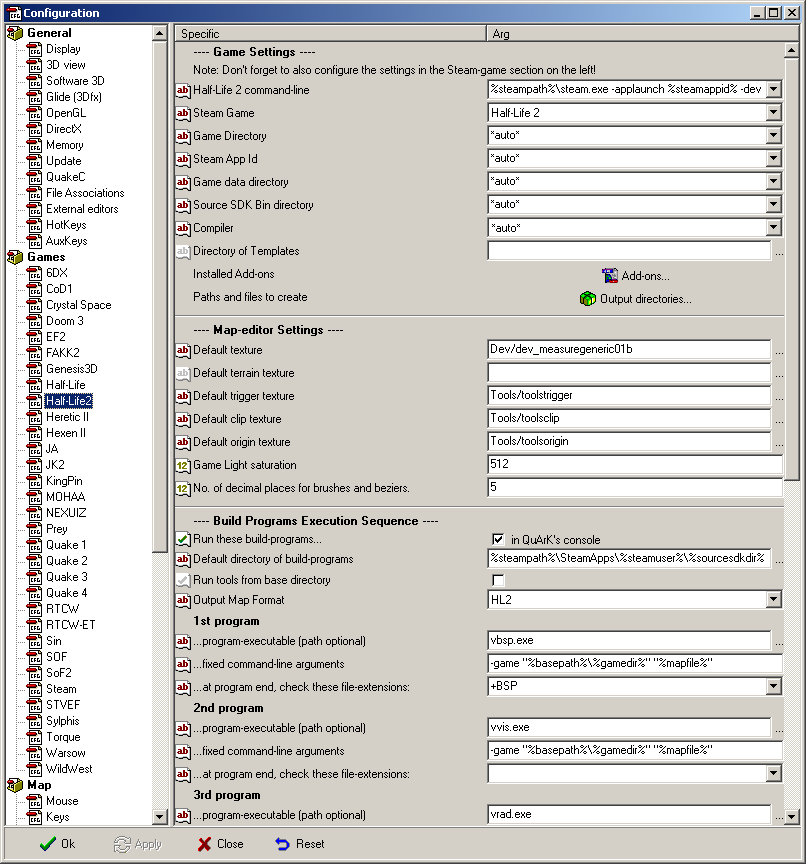 Configuration
General
Display
3D view
Software 3D
Glide (3Dfx)
OpenGL
DirectX
Memory
Update
QuakeC
File Associations
External editors
HotKeys
AuxKeys
Games
6DX
CoD1
Crystal Space
Doom 3
EF2
FAKK2
Genesis3D
Half-Life
Half-Life2
Heretic II
Hexen II
JA
JK2
KingPin
MOHAA
NEXUIZ
Prey
Quake 1
Quake 2
Quake 3
Quake 4
RTCW
RTCW-ET
Sin
SOF
SoF2
Steam
STVEF
Sylphis
Torque
Warsow
WildWest
Map
Mouse
Keys
Specific Arg
---- Game Settings ----
Note: Don't forget to also configure the settings in the Steam-game section on the left!
Half-Life 2 command-line %steampath%\steam.exe -applaunch %steamappid% -dev
Steam Game Half-Life 2
Game Directory *auto*
Steam App Id *auto*
Game data directory *auto*
Source SDK Bin directory *auto*
Compiler *auto*
Directory of Templates ...
Installed Add-ons Add-ons...
Paths and files to create Output directories...
---- Map-editor Settings ----
Default texture Dev/dev_measuregeneric01b ...
Default terrain texture ...
Default trigger texture Tools/toolstrigger ...
Default clip texture Tools/toolsclip ...
Default origin texture Tools/toolsorigin ...
Game Light saturation 512
No. of decimal places for brushes and beziers. 5
---- Build Programs Execution Sequence ----
Run these build-programs... in QuArK's console
Default directory of build-programs %steampath%\SteamApps\%steamuser%\%sourcesdkdir% ...
Run tools from base directory
Output Map Format HL2
1st program
...program-executable (path optional) vbsp.exe ...
...fixed command-line arguments -game "%basepath%\%gamedir%" "%mapfile%"
...at program end, check these file-extensions: +BSP
2nd program
...program-executable (path optional) vvis.exe ...
...fixed command-line arguments -game "%basepath%\%gamedir%" "%mapfile%"
...at program end, check these file-extensions:
3rd program
...program-executable (path optional) vrad.exe ...
Ok Apply Close Reset